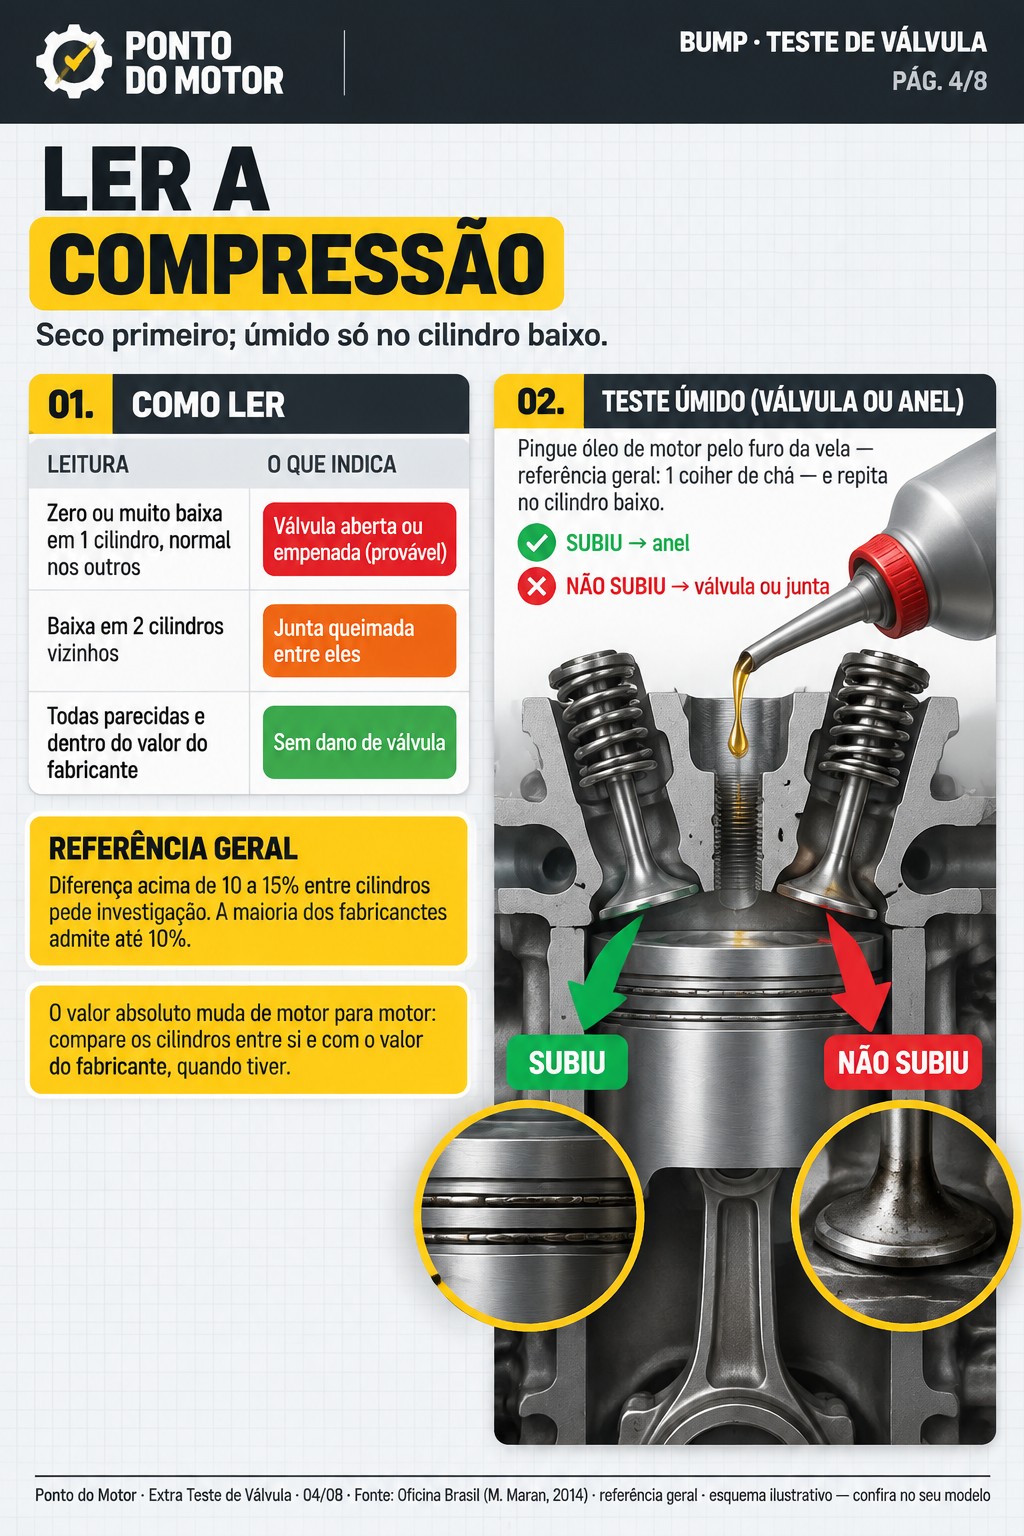 PONTO
DO MOTOR
BUMP · TESTE DE VÁLVULA
PÁG. 4/8
LER A
COMPRESSÃO
Seco primeiro; úmido só no cilindro baixo.
01. COMO LER
LEITURA O QUE INDICA
Zero ou muito baixa
em 1 cilindro, normal
nos outros
Válvula aberta ou
empenada (provável)
Baixa em 2 cilindros
vizinhos
Junta queimada
entre eles
Todas parecidas e
dentro do valor do
fabricante
Sem dano de válvula
REFERÊNCIA GERAL
Diferença acima de 10 a 15% entre cilindros
pede investigação. A maioria dos fabricanctes
admite até 10%.
O valor absoluto muda de motor para motor:
compare os cilindros entre si e com o valor
do fabricante, quando tiver.
02. TESTE ÚMIDO (VÁLVULA OU ANEL)
Pingue óleo de motor pelo furo da vela —
referência geral: 1 coiher de chá — e repita
no cilindro baixo.
SUBIU → anel
NÃO SUBIU → válvula ou junta
SUBIU
NÃO SUBIU
Ponto do Motor · Extra Teste de Válvula · 04/08 · Fonte: Oficina Brasil (M. Maran, 2014) · referência geral · esquema ilustrativo — confira no seu modelo